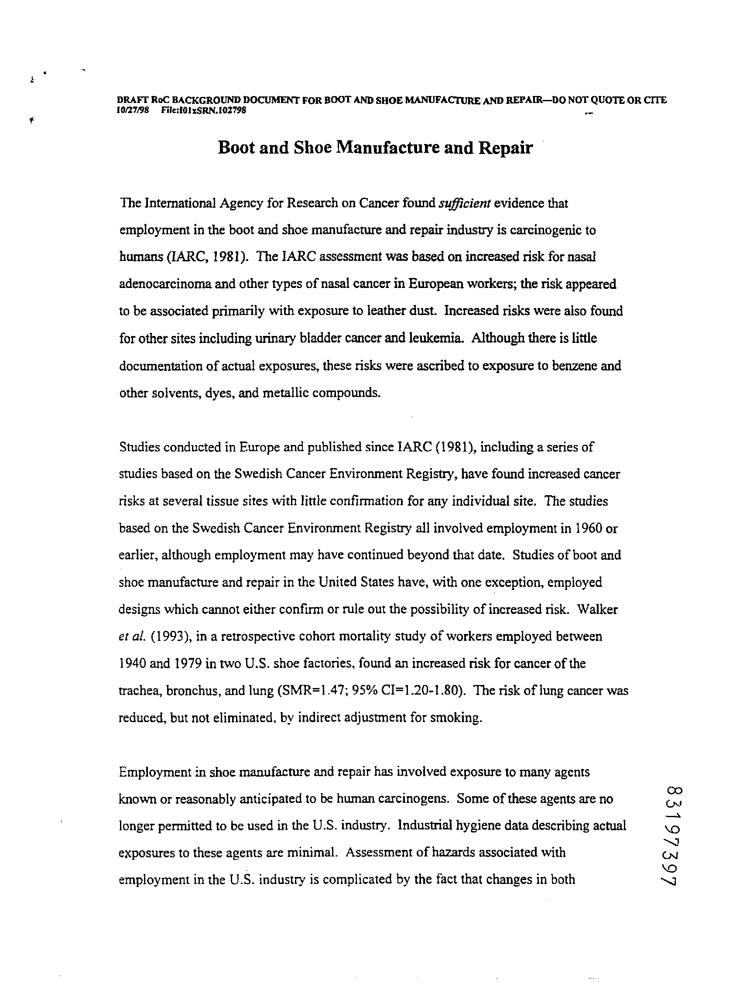 DRAFT RoC BACKGROUND DOCUMENT FOR BOOT AND SHOE MANUFACTURE AND REPAIR—DO NOT QUOTE OR CITE
10/27/98 File:I01xSRN.102798
Boot and Shoe Manufacture and Repair
The International Agency for Research on Cancer found sufficient evidence that
employment in the boot and shoe manufacture and repair industry is carcinogenic to
humans (IARC, 1981). The IARC assessment was based on increased risk for nasal
adenocarcinoma and other types of nasal cancer in European workers; the risk appeared
to be associated primarily with exposure to leather dust. Increased risks were also found
for other sites including urinary bladder cancer and leukemia. Although there is little
documentation of actual exposures, these risks were ascribed to exposure to benzene and
other solvents, dyes, and metallic compounds.
Studies conducted in Europe and published since IARC (1981), including a series of
studies based on the Swedish Cancer Environment Registry, have found increased cancer
risks at several tissue sites with little confirmation for any individual site. The studies
based on the Swedish Cancer Environment Registry all involved employment in 1960 or
earlier, although employment may have continued beyond that date. Studies of boot and
shoe manufacture and repair in the United States have, with one exception, employed
designs which cannot either confirm or rule out the possibility of increased risk. Walker
et al. (1993), in a retrospective cohort mortality study of workers employed between
1940 and 1979 in two U.S. shoe factories, found an increased risk for cancer of the
trachea, bronchus, and lung (SMR=1.47; 95% CI=1.20-1.80). The risk of lung cancer was
reduced, but not eliminated, by indirect adjustment for smoking.
Employment in shoe manufacture and repair has involved exposure to many agents
known or reasonably anticipated to be human carcinogens. Some of these agents are no
longer permitted to be used in the U.S. industry. Industrial hygiene data describing actual
exposures to these agents are minimal. Assessment of hazards associated with
employment in the U.S. industry is complicated by the fact that changes in both
83197397